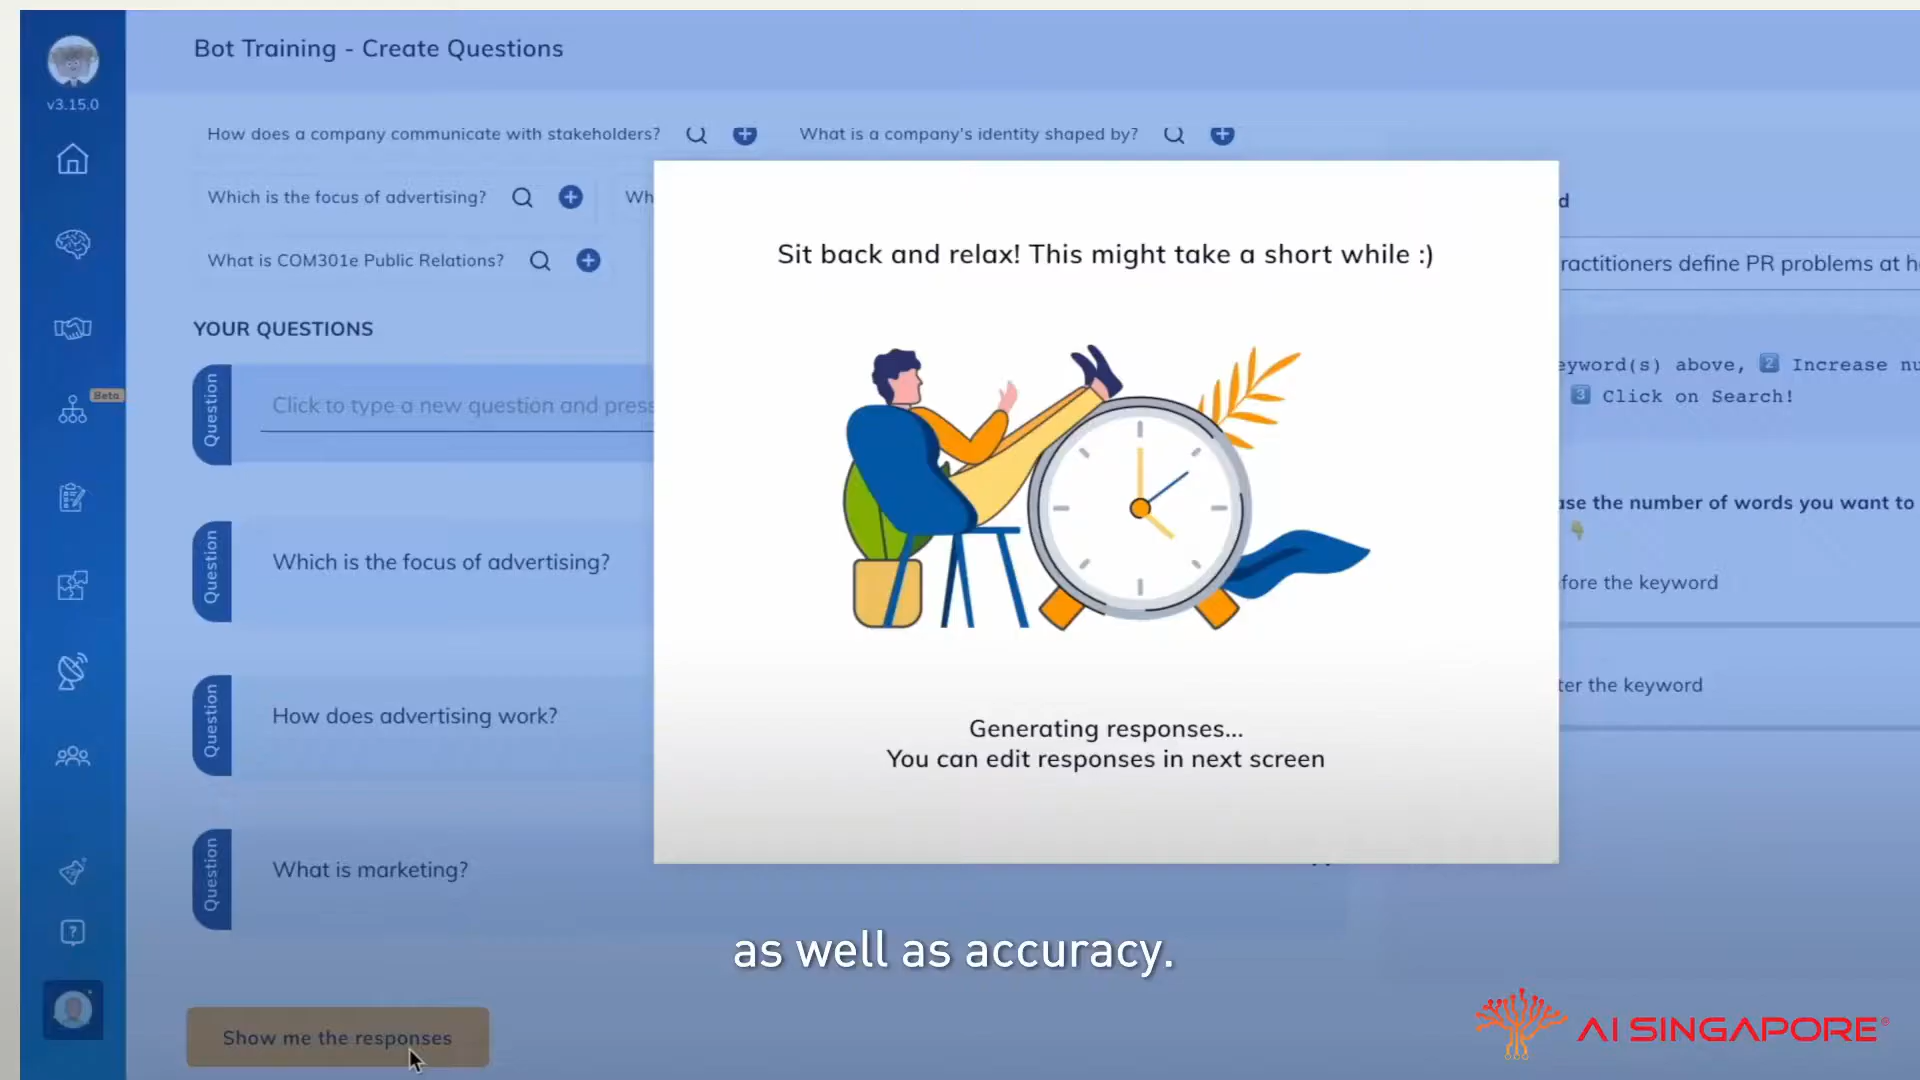 Bot Training - Create Questions
v3.15.0
How does a company communicate with stakeholders?
What is a company's identity shaped by?
Which is the focus of advertising?
Wh
d
What is COM301e Public Relations?
Sit back and relax! This might take a short while :)
ractitioners define PR problems at h
YOUR QUESTIONS
eyword(s) above, 2 Increase nu
3 Click on Search!
Beta
Question
Click to type a new question and press
ase the number of words you want to
Question
Which is the focus of advertising?
fore the keyword
Question
How does advertising work?
ter the keyword
Generating responses...
You can edit responses in next screen
Question
What is marketing?
as well as accuracy.
Show me the responses
AI SINGAPORE®